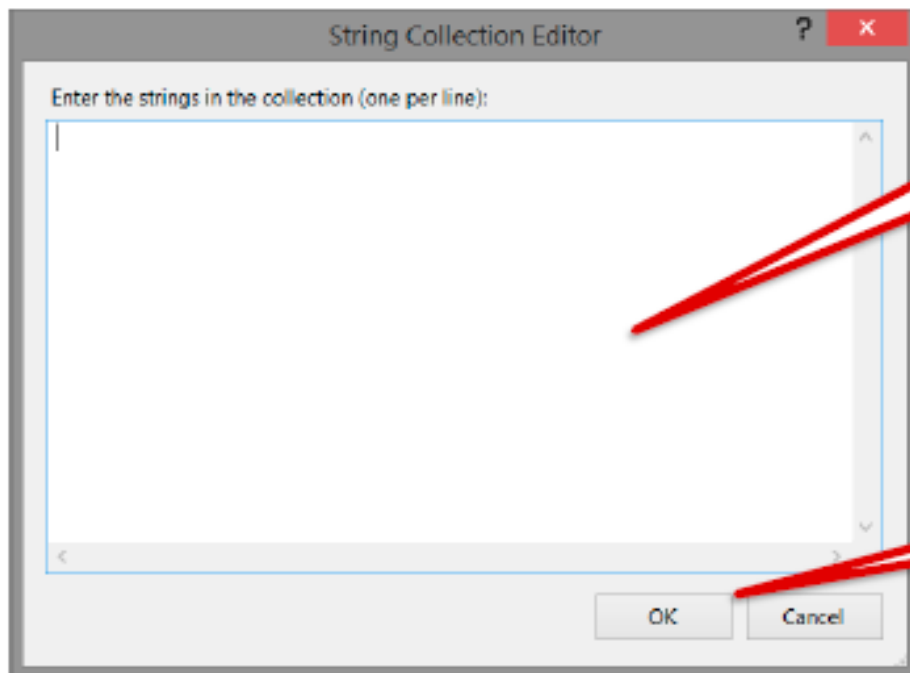 String Collection Editor
?
×
Enter the strings in the collection (one per line):
OK
Cancel